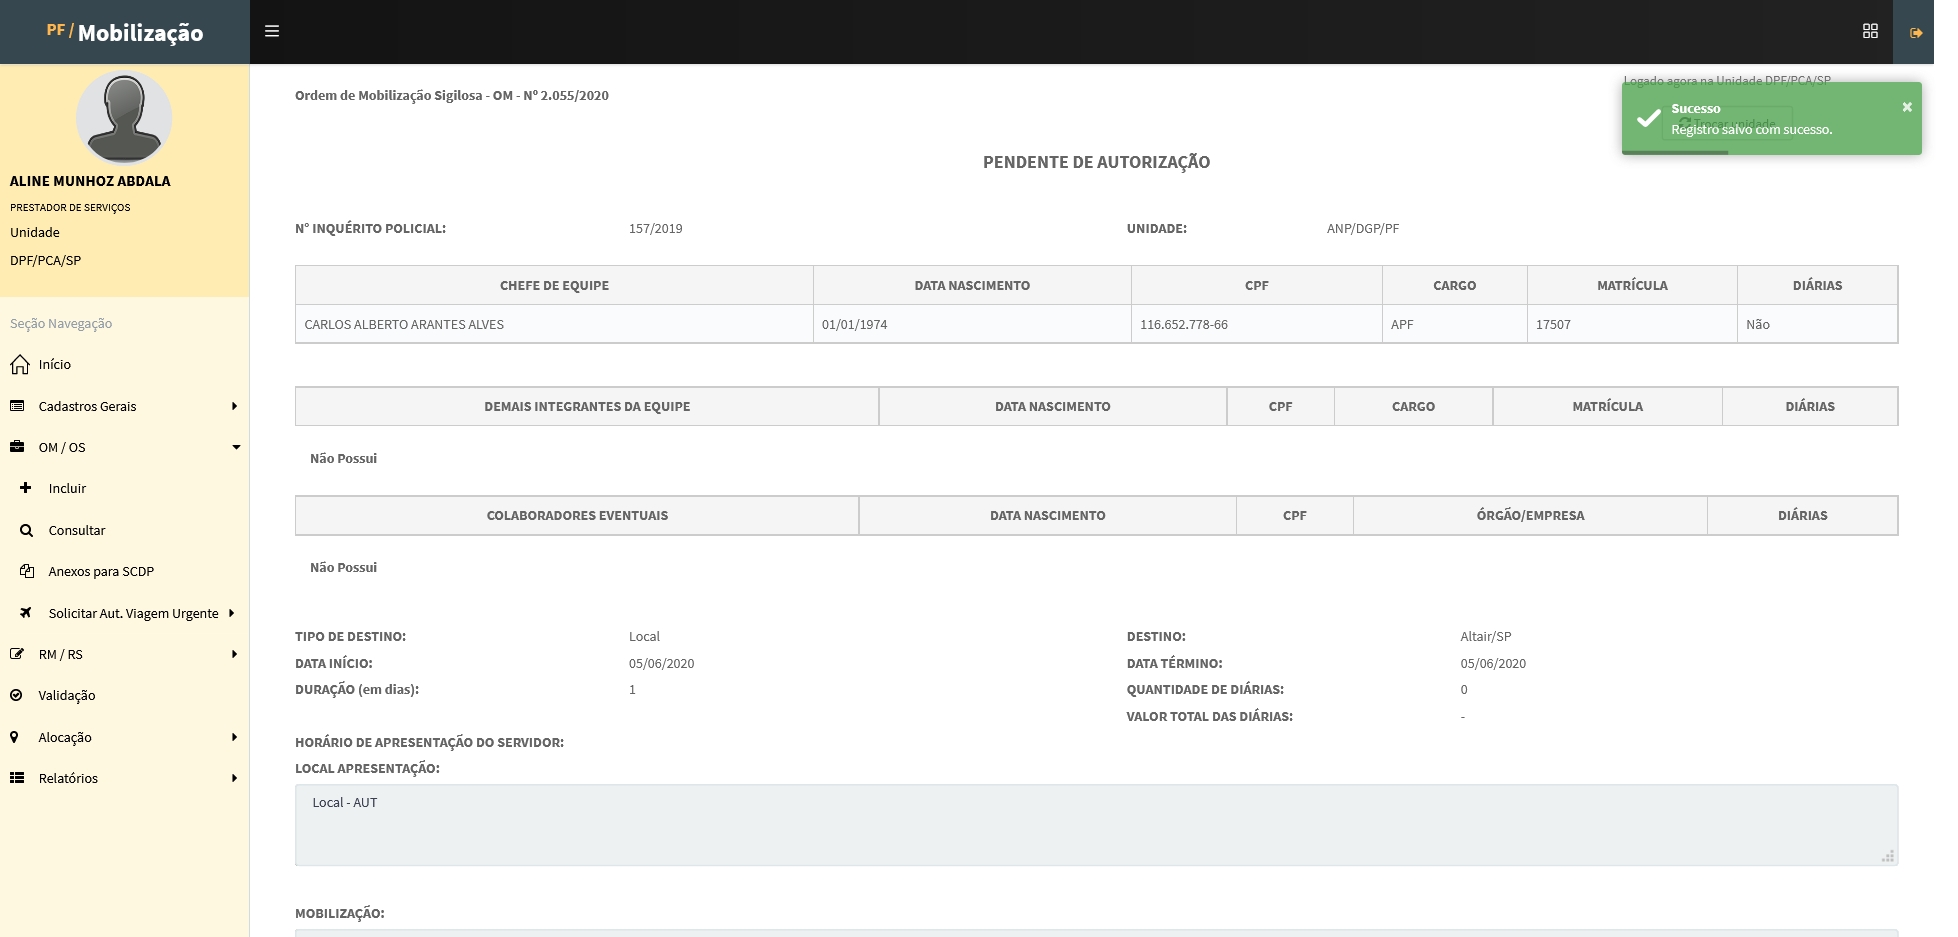 PF / Mobilização
ALINE MUNHOZ ABDALA
PRESTADOR DE SERVIÇOS
Unidade
DPF/PCA/SP
Seção Navegação
Início
Cadastros Gerais
OM / OS
Incluir
Consultar
Anexos para SCDP
Solicitar Aut. Viagem Urgente
RM / RS
Validação
Alocação
Relatórios
Logado agora na Unidade DPF/PCA/SP
Trocar unidade
Sucesso
×
Registro salvo com sucesso.
Ordem de Mobilização Sigilosa - OM - Nº 2.055/2020
PENDENTE DE AUTORIZAÇÃO
N° INQUÉRITO POLICIAL: 157/2019 UNIDADE: ANP/DGP/PF
CHEFE DE EQUIPE DATA NASCIMENTO CPF CARGO MATRÍCULA DIÁRIAS
CARLOS ALBERTO ARANTES ALVES 01/01/1974 116.652.778-66 APF 17507 Não
DEMAIS INTEGRANTES DA EQUIPE DATA NASCIMENTO CPF CARGO MATRÍCULA DIÁRIAS
Não Possui
COLABORADORES EVENTUAIS DATA NASCIMENTO CPF ÓRGÃO/EMPRESA DIÁRIAS
Não Possui
TIPO DE DESTINO: Local DESTINO: Altair/SP
DATA INÍCIO: 05/06/2020 DATA TÉRMINO: 05/06/2020
DURAÇÃO (em dias): 1 QUANTIDADE DE DIÁRIAS: 0
VALOR TOTAL DAS DIÁRIAS: -
HORÁRIO DE APRESENTAÇÃO DO SERVIDOR:
LOCAL APRESENTAÇÃO:
Local - AUT
MOBILIZAÇÃO: